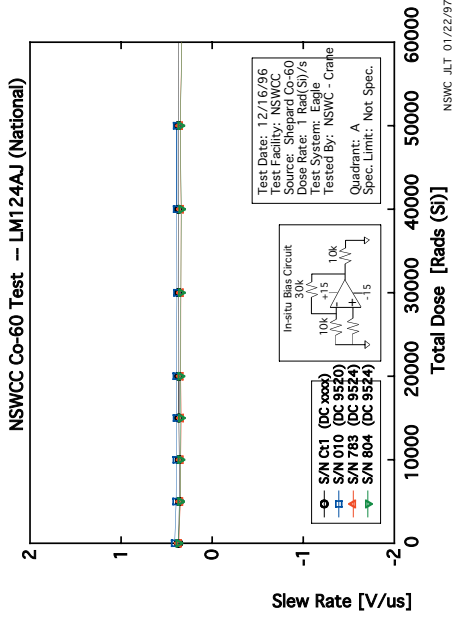 NSWCC Co-60 Test – LM124AJ (National)
2
1
0
-1
-2
Slew Rate [V/us]
0
10000
20000
30000
40000
50000
60000
Total Dose [Rads (Si)]
S/N Ct1 (DC xxxx)
S/N 010 (DC 9520)
S/N 783 (DC 9524)
S/N 804 (DC 9524)
In-situ Bias Circuit
30k
10k
+15
-15
10k
Test Date: 12/16/96
Test Facility: NSWCC
Source: Shepard Co-60
Dose Rate: 1 Rad(Si)/s
Test System: Eagle
Tested By: NSWC - Crane
Quadrant: A
Spec. Limit: Not Spec.
NSWC JLT 01/22/97